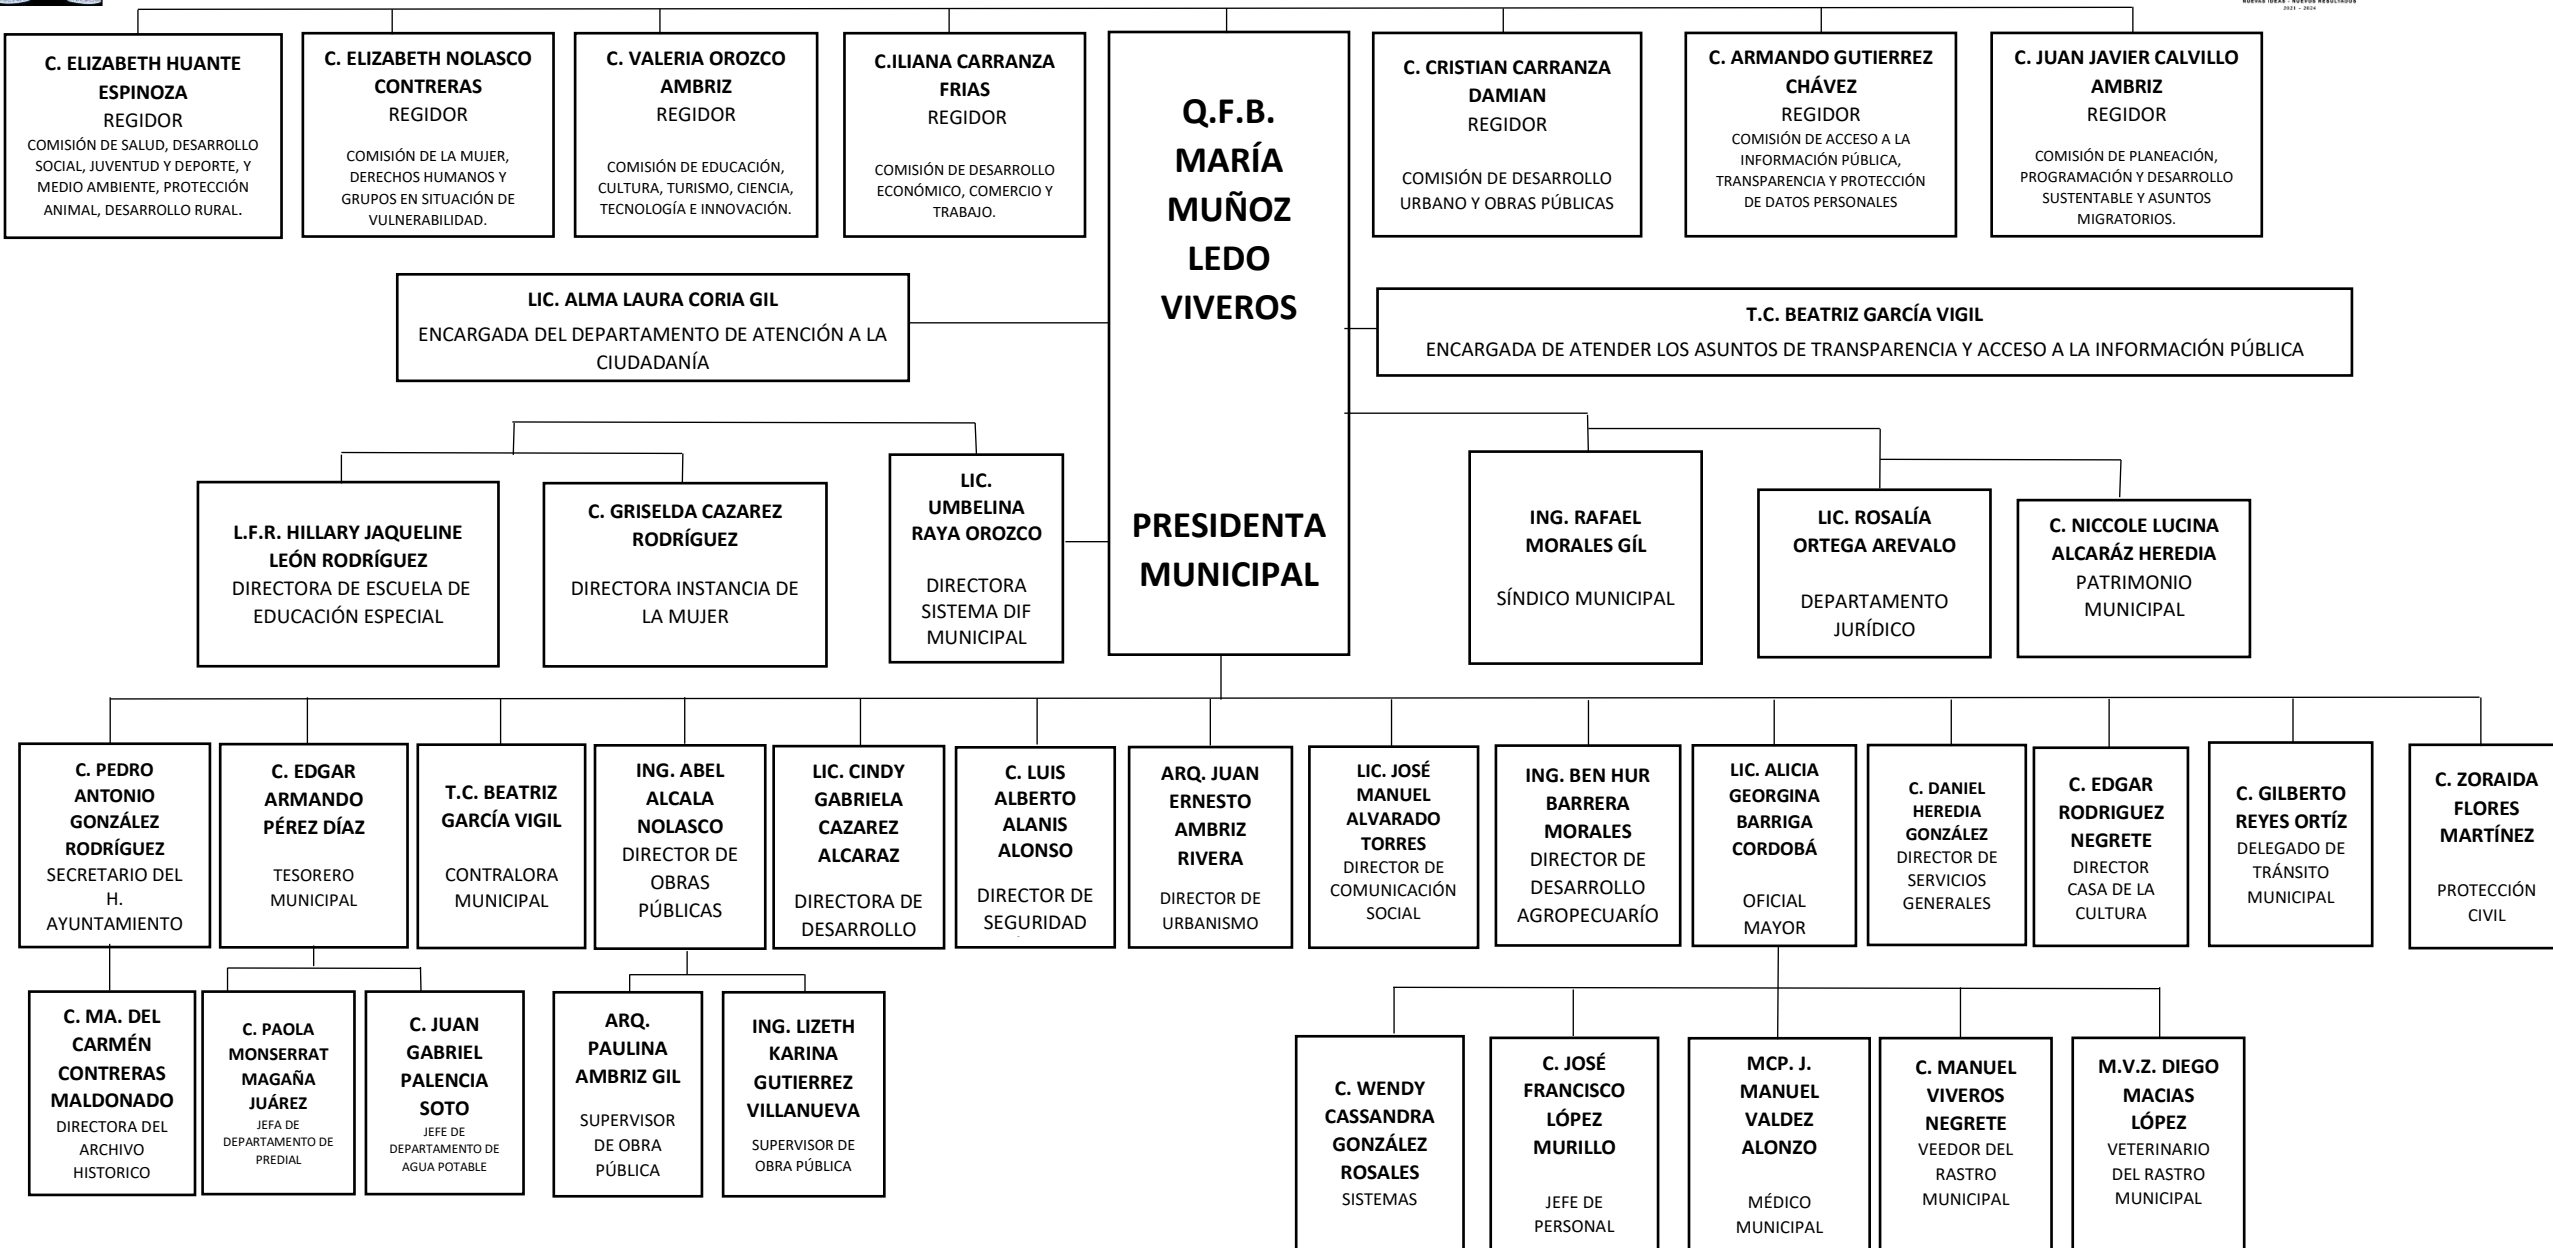 NUEVAS IDEAS - NUEVOS RESULTADOS
2021 - 2024
C. ELIZABETH HUANTE
ESPINOZA
REGIDOR
COMISIÓN DE SALUD, DESARROLLO
SOCIAL, JUVENTUD Y DEPORTE, Y
MEDIO AMBIENTE, PROTECCIÓN
ANIMAL, DESARROLLO RURAL.
C. ELIZABETH NOLASCO
CONTRERAS
REGIDOR
COMISIÓN DE LA MUJER,
DERECHOS HUMANOS Y
GRUPOS EN SITUACIÓN DE
VULNERABILIDAD.
C. VALERIA OROZCO
AMBRIZ
REGIDOR
COMISIÓN DE EDUCACIÓN,
CULTURA, TURISMO, CIENCIA,
TECNOLOGÍA E INNOVACIÓN.
C.ILIANA CARRANZA
FRIAS
REGIDOR
COMISIÓN DE DESARROLLO
ECONÓMICO, COMERCIO Y
TRABAJO.
Q.F.B.
MARÍA
MUÑOZ
LEDO
VIVEROS
PRESIDENTA
MUNICIPAL
C. CRISTIAN CARRANZA
DAMIAN
REGIDOR
COMISIÓN DE DESARROLLO
URBANO Y OBRAS PÚBLICAS
C. ARMANDO GUTIERREZ
CHÁVEZ
REGIDOR
COMISIÓN DE ACCESO A LA
INFORMACIÓN PÚBLICA,
TRANSPARENCIA Y PROTECCIÓN
DE DATOS PERSONALES
C. JUAN JAVIER CALVILLO
AMBRIZ
REGIDOR
COMISIÓN DE PLANEACIÓN,
PROGRAMACIÓN Y DESARROLLO
SUSTENTABLE Y ASUNTOS
MIGRATORIOS.
LIC. ALMA LAURA CORIA GIL
ENCARGADA DEL DEPARTAMENTO DE ATENCIÓN A LA
CIUDADANÍA
T.C. BEATRIZ GARCÍA VIGIL
ENCARGADA DE ATENDER LOS ASUNTOS DE TRANSPARENCIA Y ACCESO A LA INFORMACIÓN PÚBLICA
L.F.R. HILLARY JAQUELINE
LEÓN RODRÍGUEZ
DIRECTORA DE ESCUELA DE
EDUCACIÓN ESPECIAL
C. GRISELDA CAZAREZ
RODRÍGUEZ
DIRECTORA INSTANCIA DE
LA MUJER
LIC.
UMBELINA
RAYA OROZCO
DIRECTORA
SISTEMA DIF
MUNICIPAL
ING. RAFAEL
MORALES GÍL
SÍNDICO MUNICIPAL
LIC. ROSALÍA
ORTEGA AREVALO
DEPARTAMENTO
JURÍDICO
C. NICCOLE LUCINA
ALCARÁZ HEREDIA
PATRIMONIO
MUNICIPAL
C. PEDRO
ANTONIO
GONZÁLEZ
RODRÍGUEZ
SECRETARIO DEL
H.
AYUNTAMIENTO
C. EDGAR
ARMANDO
PÉREZ DÍAZ
TESORERO
MUNICIPAL
T.C. BEATRIZ
GARCÍA VIGIL
CONTRALORA
MUNICIPAL
ING. ABEL
ALCALA
NOLASCO
DIRECTOR DE
OBRAS
PÚBLICAS
LIC. CINDY
GABRIELA
CAZAREZ
ALCARAZ
DIRECTORA DE
DESARROLLO
C. LUIS
ALBERTO
ALANIS
ALONSO
DIRECTOR DE
SEGURIDAD
ARQ. JUAN
ERNESTO
AMBRIZ
RIVERA
DIRECTOR DE
URBANISMO
LIC. JOSÉ
MANUEL
ALVARADO
TORRES
DIRECTOR DE
COMUNICACIÓN
SOCIAL
ING. BEN HUR
BARRERA
MORALES
DIRECTOR DE
DESARROLLO
AGROPECUARÍO
LIC. ALICIA
GEORGINA
BARRIGA
CORDOBÁ
OFICIAL
MAYOR
C. DANIEL
HEREDIA
GONZÁLEZ
DIRECTOR DE
SERVICIOS
GENERALES
C. EDGAR
RODRIGUEZ
NEGRETE
DIRECTOR
CASA DE LA
CULTURA
C. GILBERTO
REYES ORTÍZ
DELEGADO DE
TRÁNSITO
MUNICIPAL
C. ZORAIDA
FLORES
MARTÍNEZ
PROTECCIÓN
CIVIL
C. MA. DEL
CARMÉN
CONTRERAS
MALDONADO
DIRECTORA DEL
ARCHIVO
HISTORICO
C. PAOLA
MONSERRAT
MAGAÑA
JUÁREZ
JEFA DE
DEPARTAMENTO DE
PREDIAL
C. JUAN
GABRIEL
PALENCIA
SOTO
JEFE DE
DEPARTAMENTO DE
AGUA POTABLE
ARQ.
PAULINA
AMBRIZ GIL
SUPERVISOR
DE OBRA
PÚBLICA
ING. LIZETH
KARINA
GUTIERREZ
VILLANUEVA
SUPERVISOR DE
OBRA PÚBLICA
C. WENDY
CASSANDRA
GONZÁLEZ
ROSALES
SISTEMAS
C. JOSÉ
FRANCISCO
LÓPEZ
MURILLO
JEFE DE
PERSONAL
MCP. J.
MANUEL
VALDEZ
ALONZO
MÉDICO
MUNICIPAL
C. MANUEL
VIVEROS
NEGRETE
VEEDOR DEL
RASTRO
MUNICIPAL
M.V.Z. DIEGO
MACIAS
LÓPEZ
VETERINARIO
DEL RASTRO
MUNICIPAL